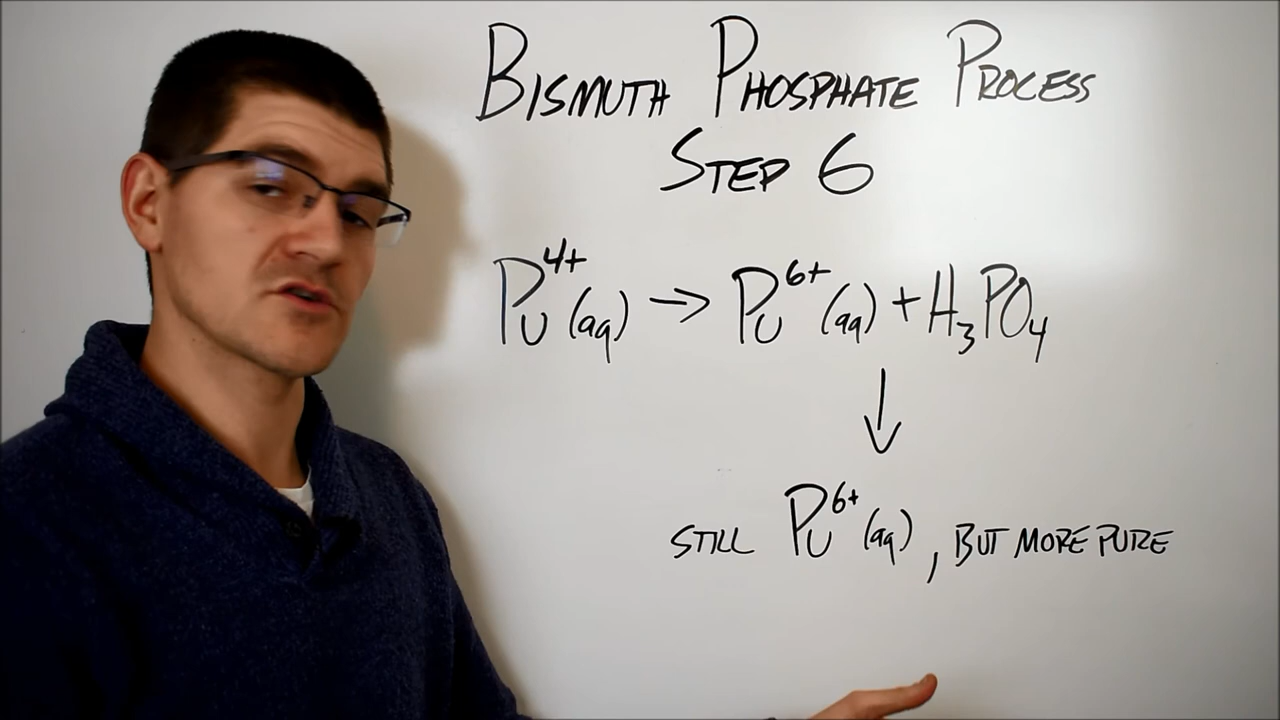 Bismuth Phosphate Process
Step 6
Pu⁴⁺(aq) → Pu⁶⁺(aq) + H₃PO₄
↓
still Pu⁶⁺(aq), but more pure